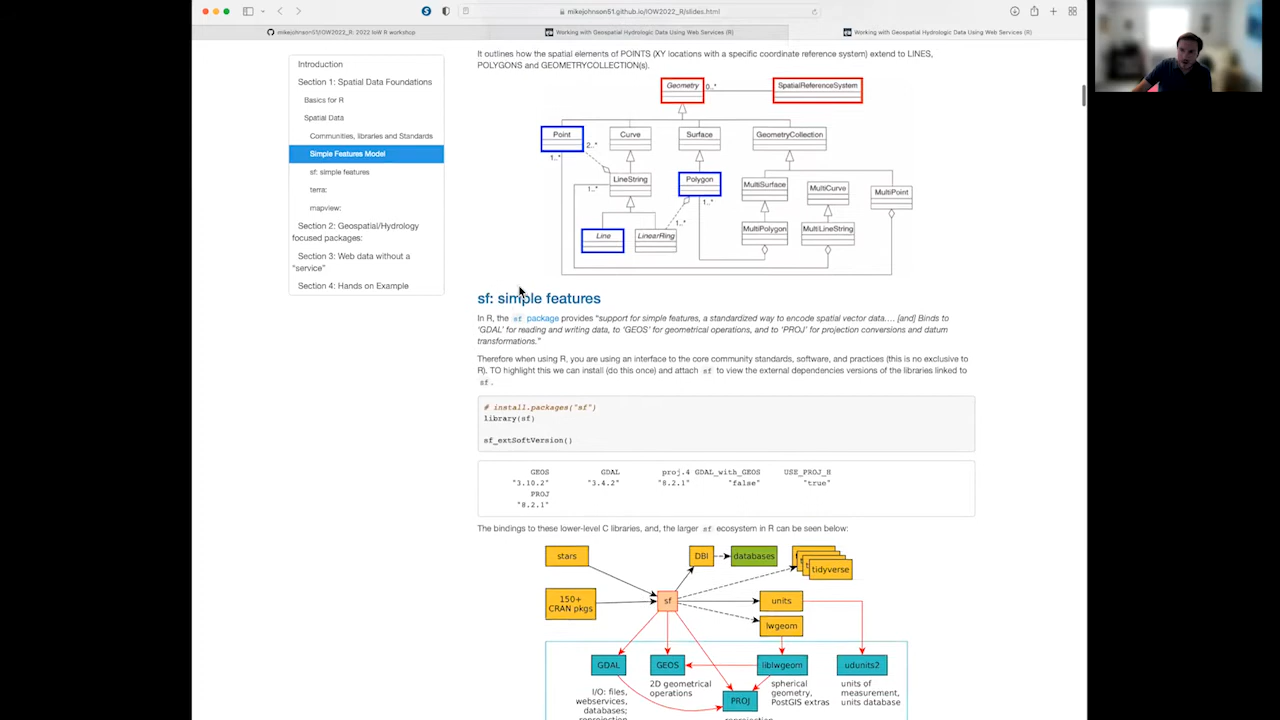 mikejohnson51.github.io/IOW2022_R/slides.html
mikejohnson51/IOW2022_R: 2022 IoW R workshop
Working with Geospatial Hydrologic Data Using Web Services (R)
Working with Geospatial Hydrologic Data Using Web Services (R)
Introduction
Section 1: Spatial Data Foundations
Basics for R
Spatial Data
Communities, libraries and Standards
Simple Features Model
sf: simple features
terra:
mapview:
Section 2: Geospatial/Hydrology
focused packages:
Section 3: Web data without a
“service”
Section 4: Hands on Example
It outlines how the spatial elements of POINTS (XY locations with a specific coordinate reference system) extend to LINES,
POLYGONS and GEOMETRYCOLLECTION(s).
Geometry
0..*
SpatialReferenceSystem
Point
Curve
Surface
GeometryCollection
2..*
1..*
LineString
Polygon
MultiSurface
MultiCurve
MultiPoint
1..*
1..*
1..*
Line
LinearRing
MultiPolygon
MultiLineString
sf: simple features
In R, the sf package provides “support for simple features, a standardized way to encode spatial vector data.... [and] Binds to
‘GDAL’ for reading and writing data, to ‘GEOS’ for geometrical operations, and to ‘PROJ’ for projection conversions and datum
transformations.”
Therefore when using R, you are using an interface to the core community standards, software, and practices (this is no exclusive to
R). TO highlight this we can install (do this once) and attach sf to view the external dependencies versions of the libraries linked to
sf.
# install.packages("sf")
library(sf)
sf_extSoftVersion()
GEOS GDAL proj.4 GDAL_with_GEOS USE_PROJ_H
"3.10.2" "3.4.2" "8.2.1" "false" "true"
PROJ
"8.2.1"
The bindings to these lower-level C libraries, and, the larger sf ecosystem in R can be seen below:
stars
DBI
databases
tidyverse
150+
CRAN pkgs
sf
units
lwgeom
GDAL
GEOS
liblwgeom
udunits2
I/O: files,
webservices,
databases;
2D geometrical
operations
PROJ
spherical
geometry,
PostGIS extras
units of
measurement,
units database